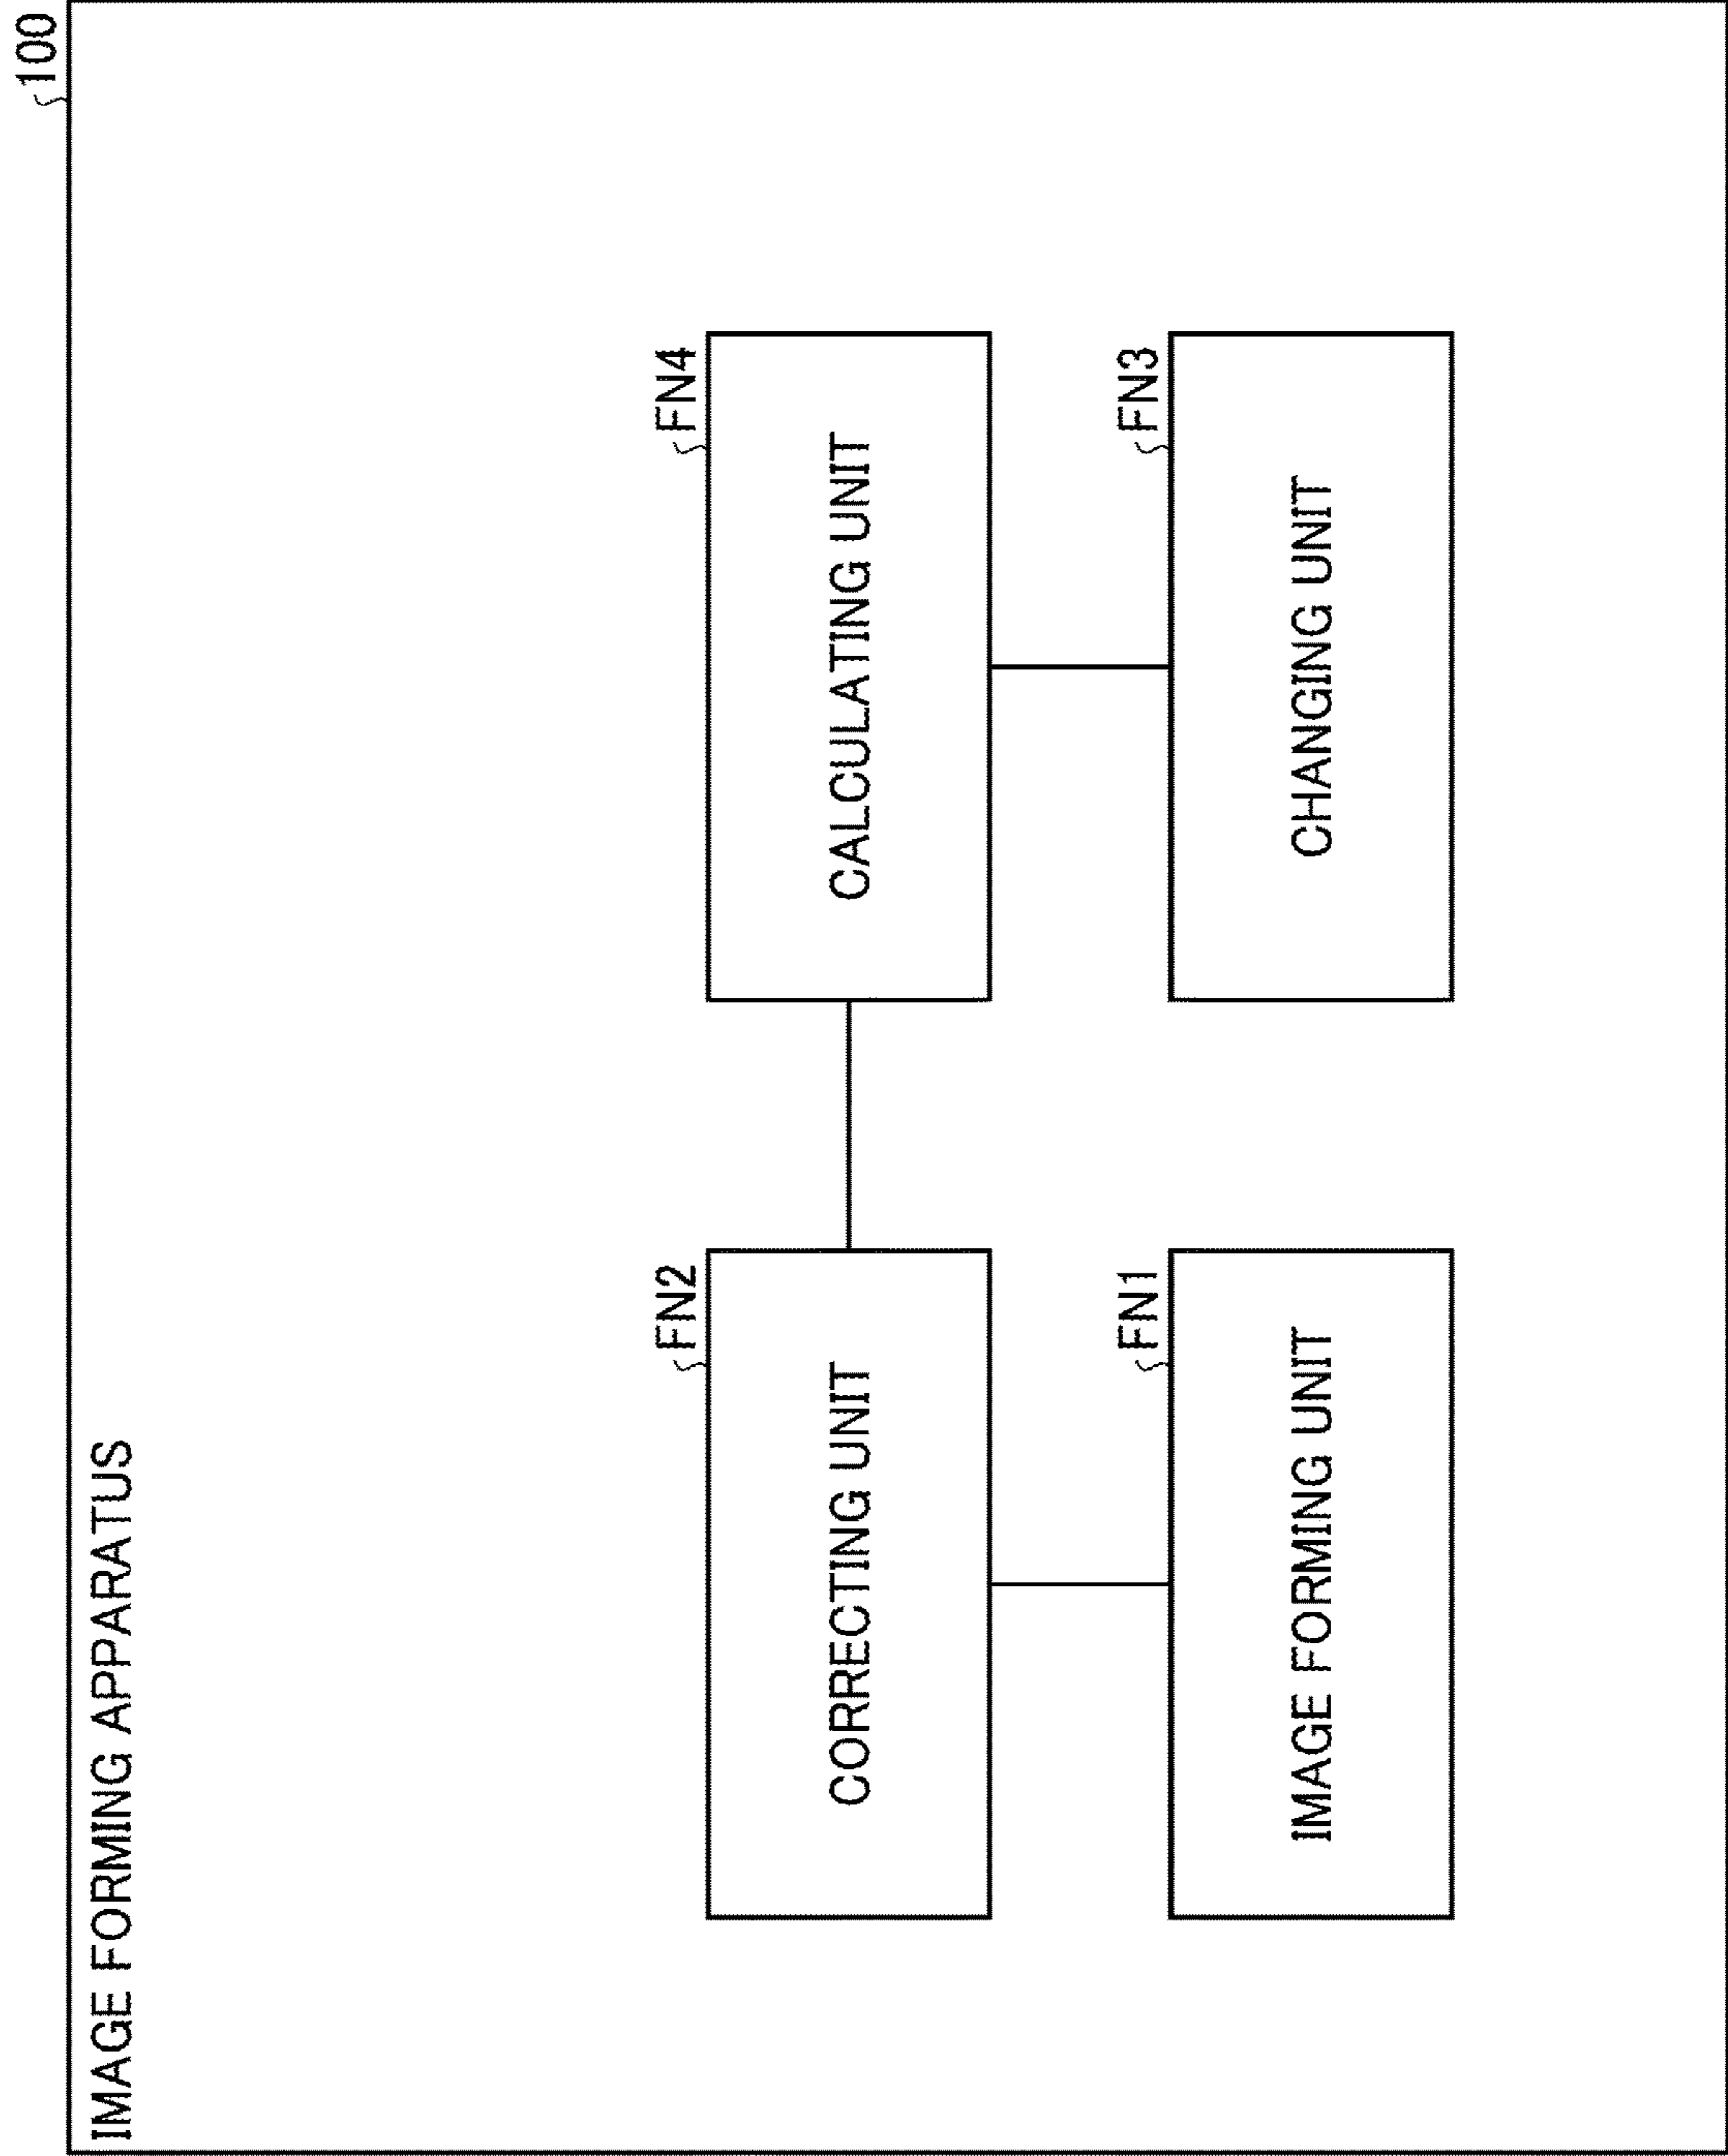 100
IMAGE FORMING APPARATUS
FN2
CORRECTING UNIT
FN4
CALCULATING UNIT
FN1
IMAGE FORMING UNIT
FN3
CHANGING UNIT